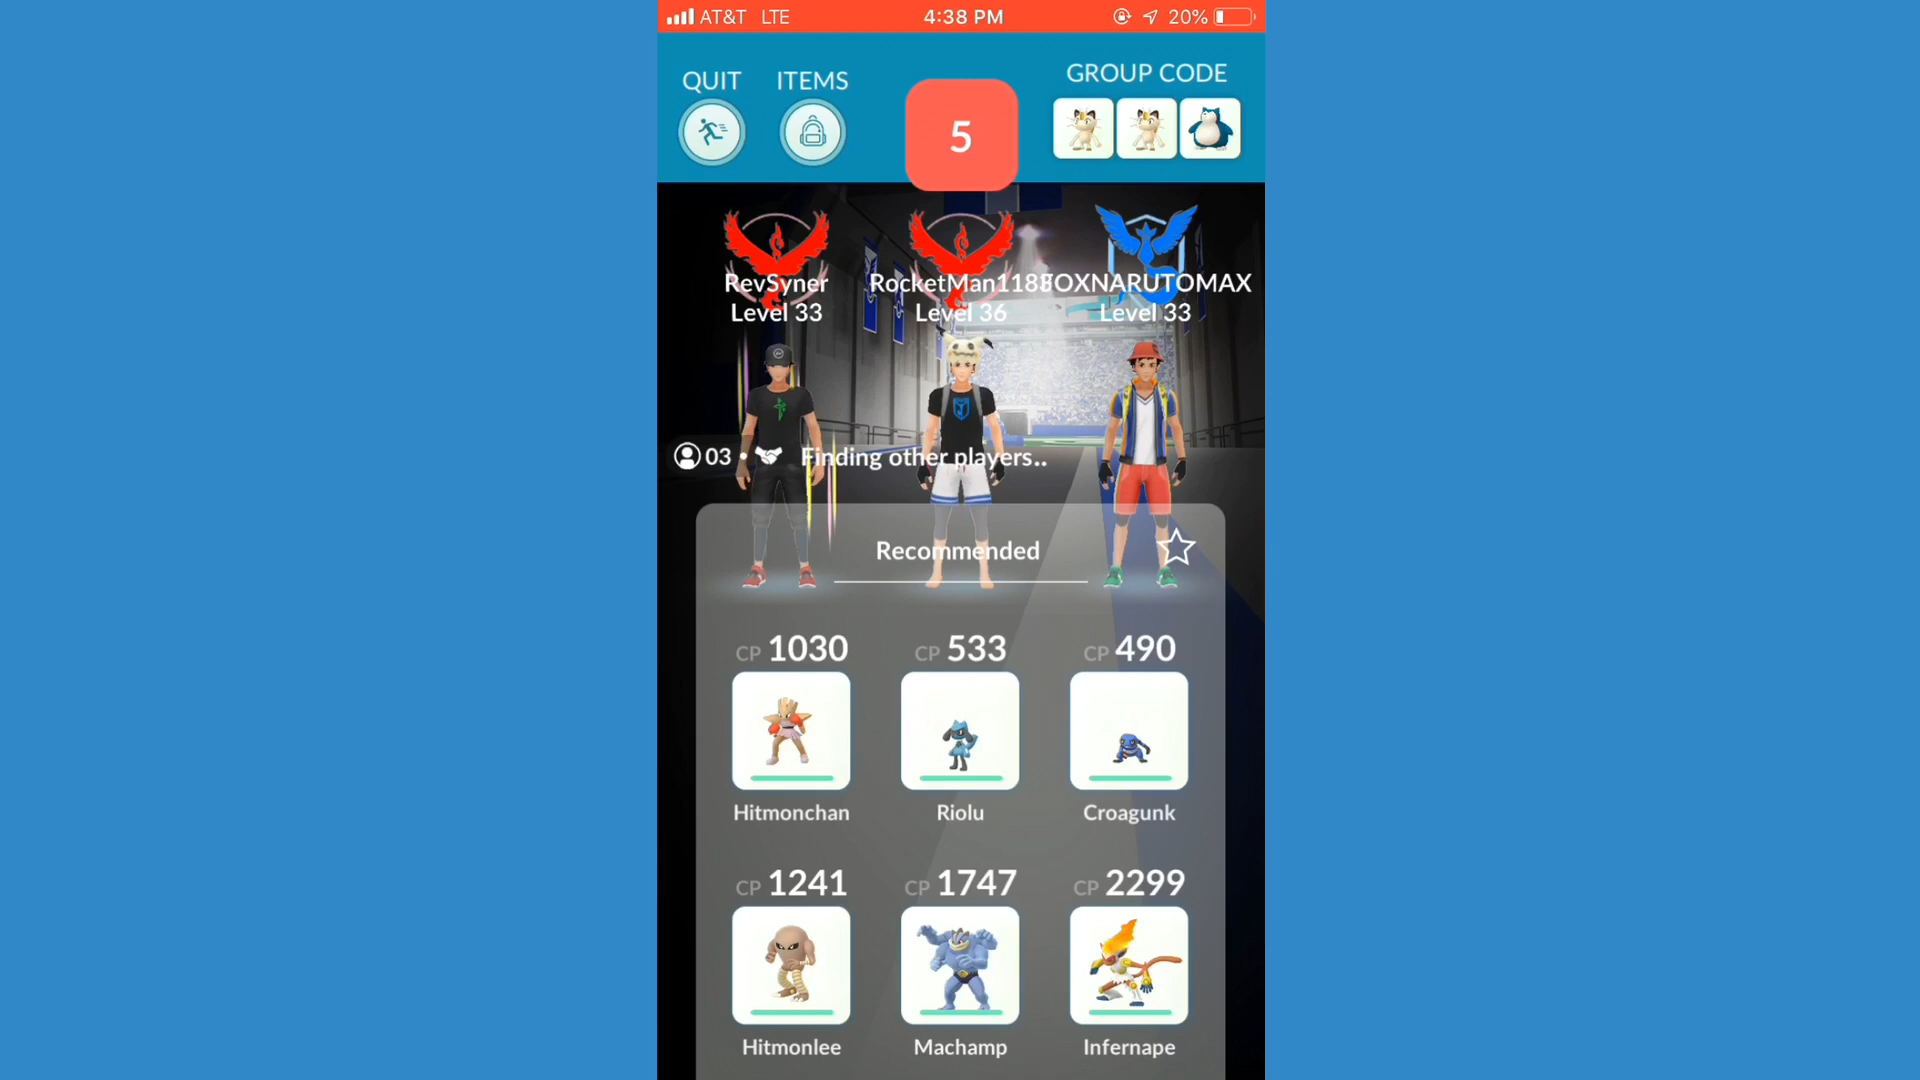 AT&T LTE 4:38 PM 20%
QUIT ITEMS GROUP CODE
5
RevSyner RocketMan118 OXNARUTOMAX
Level 33 Level 36 Level 33
03 • Finding other players..
Recommended
CP 1030 CP 533 CP 490
Hitmonchan Riolu Croagunk
CP 1241 CP 1747 CP 2299
Hitmonlee Machamp Infernape